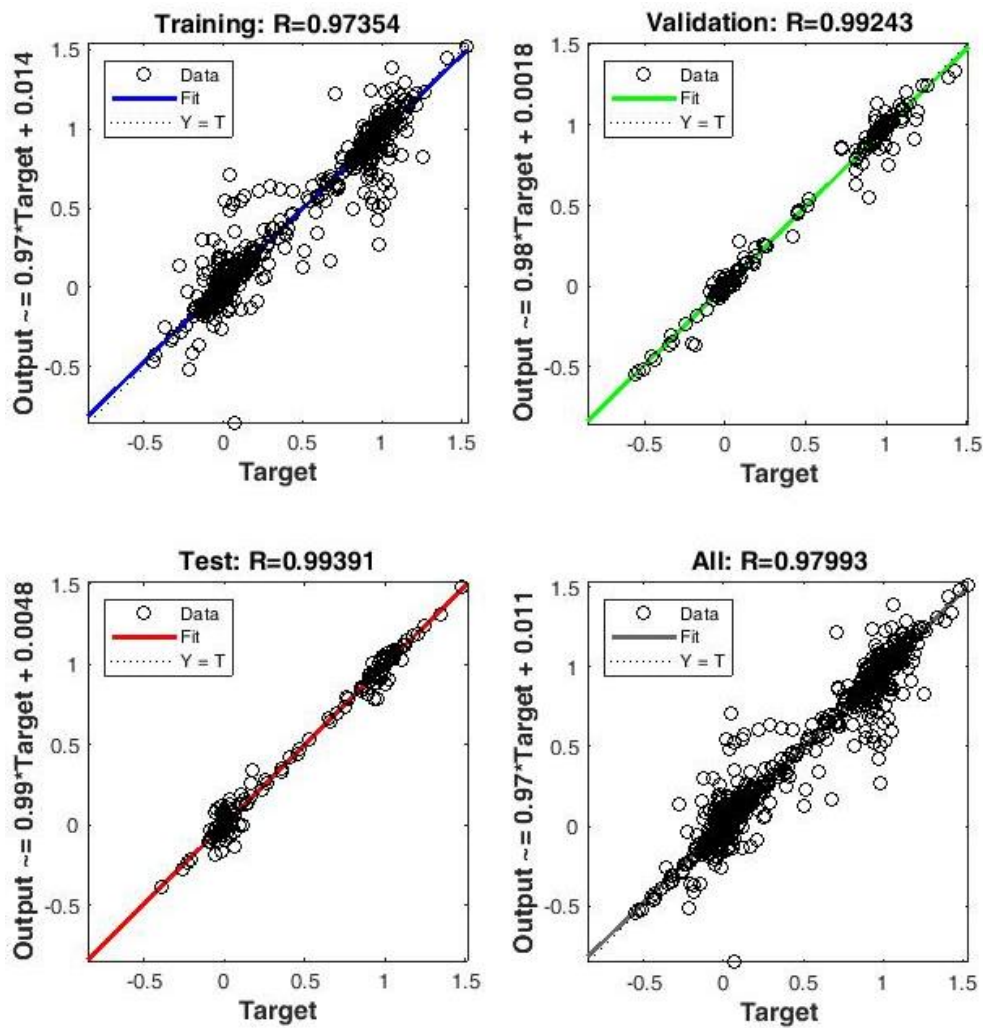 Training: R=0.97354
Output ~= 0.97*Target + 0.014
1.5
1
0.5
0
-0.5
Data
Fit
Y = T
-0.5
0
0.5
1
1.5
Target
Validation: R=0.99243
Output ~= 0.98*Target + 0.0018
1.5
1
0.5
0
-0.5
Data
Fit
Y = T
-0.5
0
0.5
1
1.5
Target
Test: R=0.99391
Output ~= 0.99*Target + 0.0048
1.5
1
0.5
0
-0.5
Data
Fit
Y = T
-0.5
0
0.5
1
1.5
Target
All: R=0.97993
Output ~= 0.97*Target + 0.011
1.5
1
0.5
0
-0.5
Data
Fit
Y = T
-0.5
0
0.5
1
1.5
Target